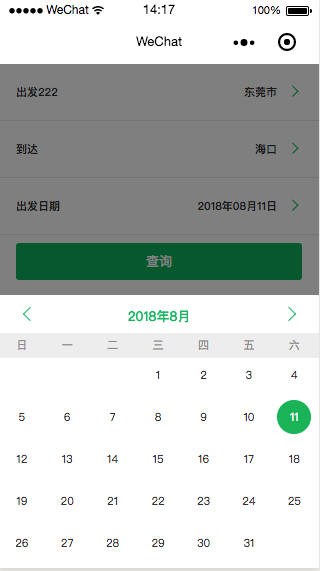 WeChat 14:17 100%
WeChat
出发222 东莞市
到达 海口
出发日期 2018年08月11日
查询
2018年8月
日 一 二 三 四 五 六
1 2 3 4
5 6 7 8 9 10 11
12 13 14 15 16 17 18
19 20 21 22 23 24 25
26 27 28 29 30 31